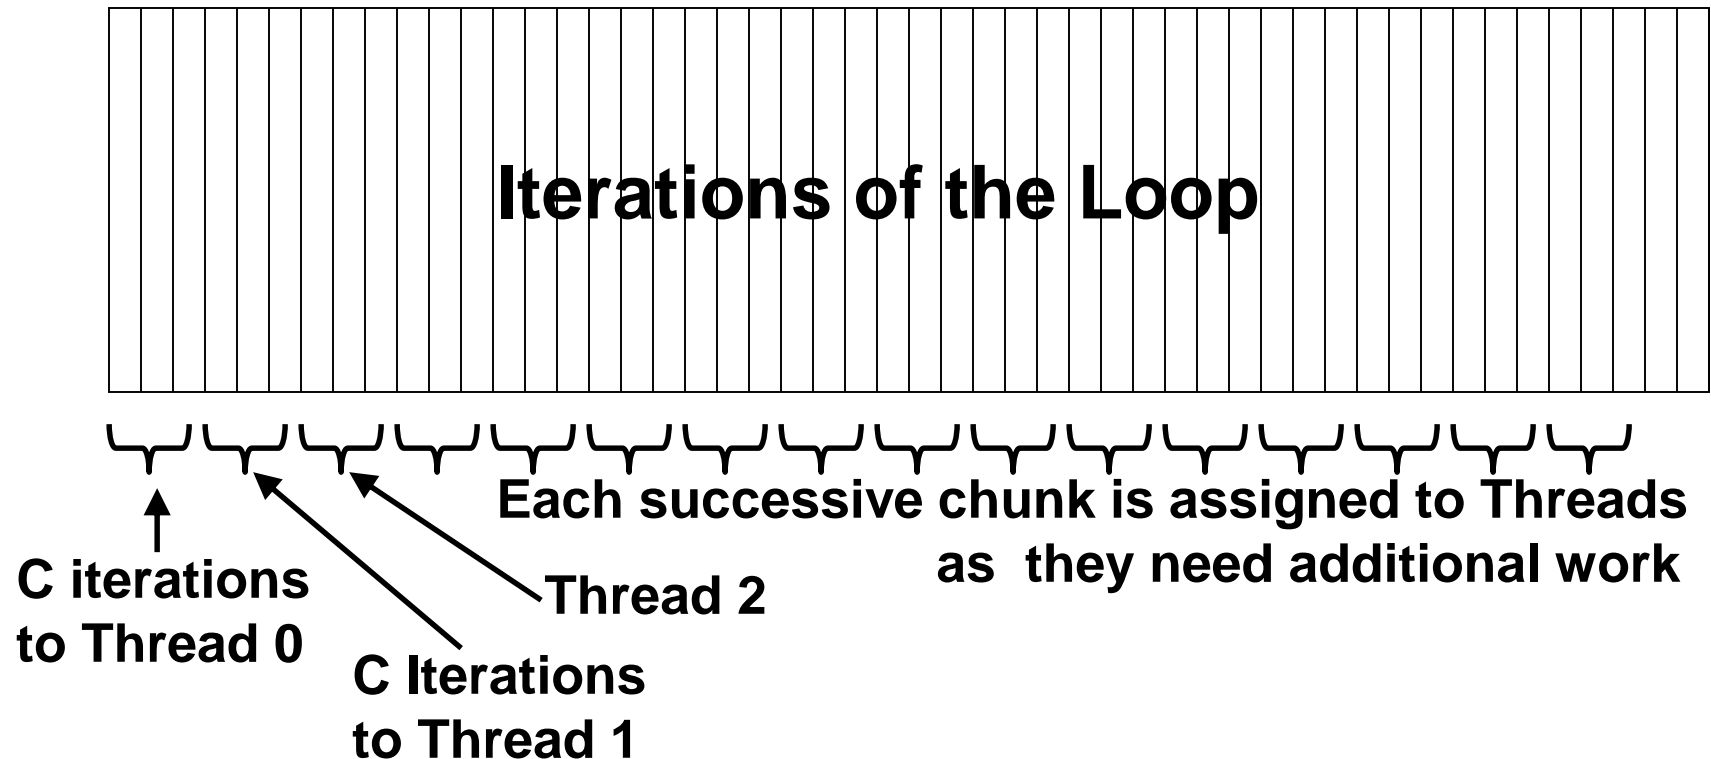 Iterations of the Loop
Each successive chunk is assigned to Threads
as they need additional work
C iterations
to Thread 0
Thread 2
C Iterations
to Thread 1